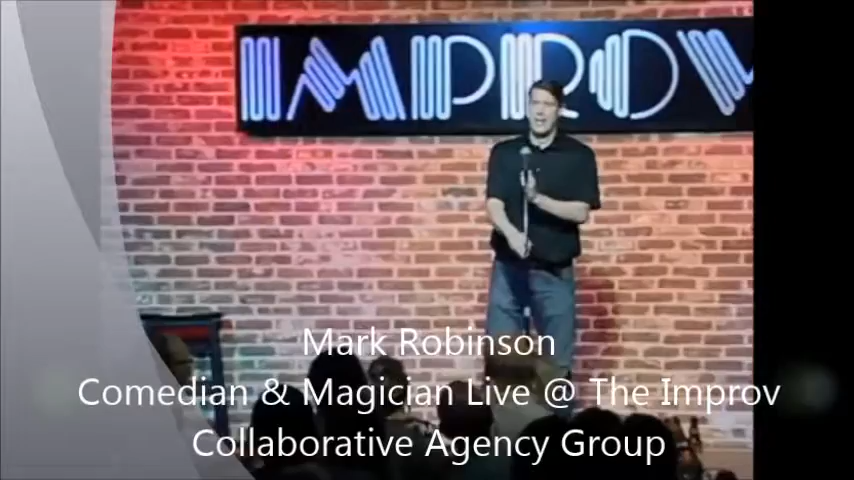 IMPROV
Mark Robinson
Comedian & Magician Live @ The Improv
Collaborative Agency Group